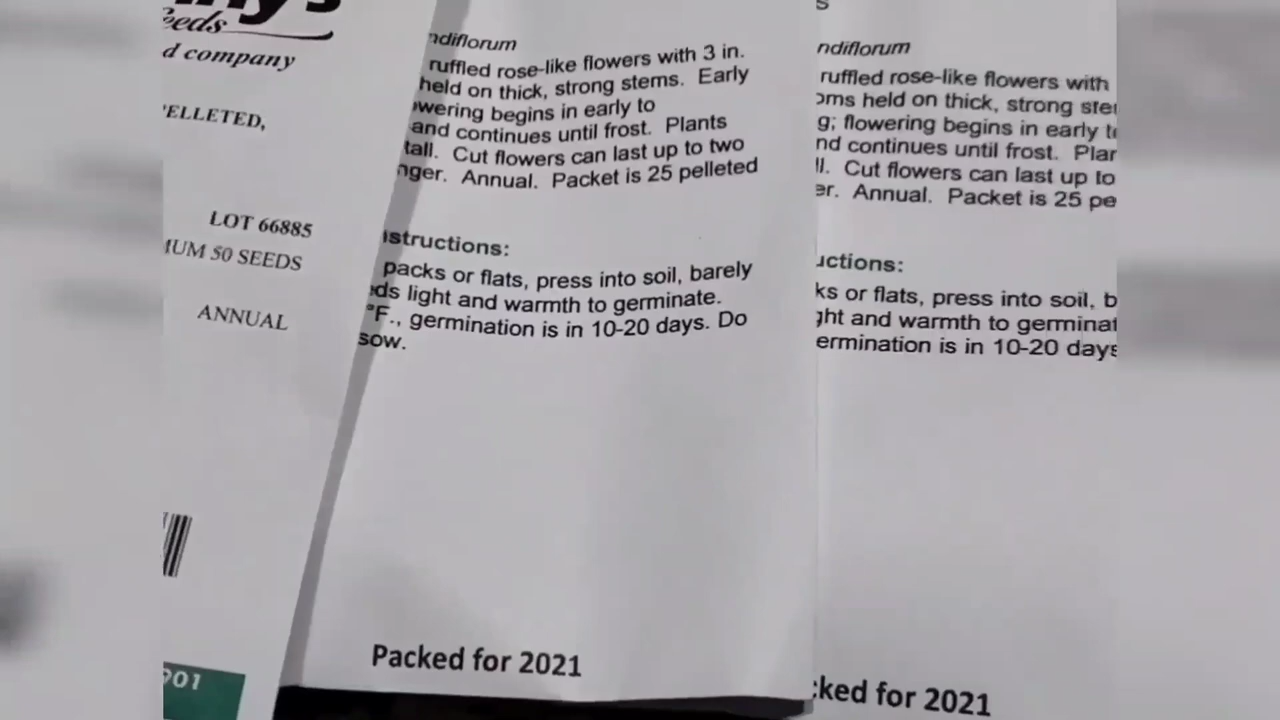 eeds
d company
ELLETED,
LOT 66885
MUM 50 SEEDS
ANNUAL
901
ndiflorum
ruffled rose-like flowers with 3 in.
held on thick, strong stems. Early
wering begins in early to
and continues until frost. Plants
tall. Cut flowers can last up to two
nger. Annual. Packet is 25 pelleted
structions:
packs or flats, press into soil, barely
ds light and warmth to germinate.
°F., germination is in 10-20 days. Do
sow.
Packed for 2021
s
ndiflorum
ruffled rose-like flowers with
oms held on thick, strong ste
g; flowering begins in early t
nd continues until frost. Plan
ll. Cut flowers can last up to
er. Annual. Packet is 25 pe
uctions:
ks or flats, press into soil, b
ght and warmth to germinat
ermination is in 10-20 days
cked for 2021